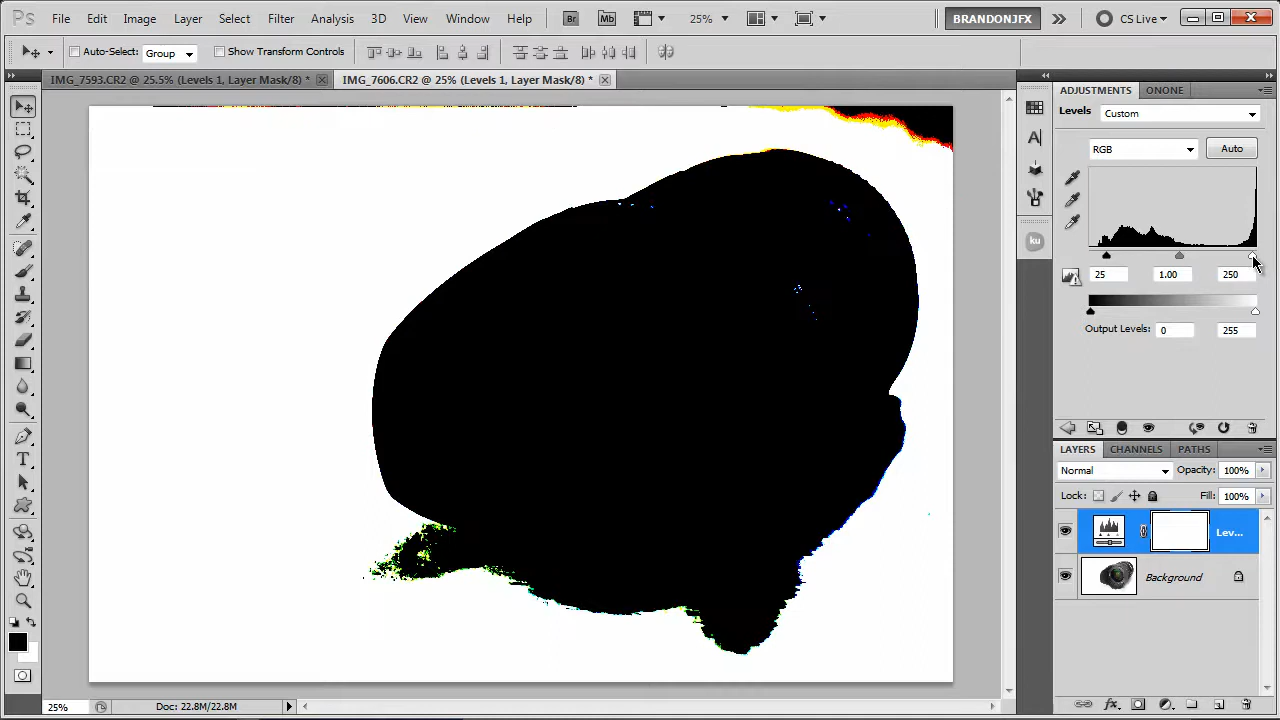 Ps File Edit Image Layer Select Filter Analysis 3D View Window Help Br Mb 25% BRANDONJFX CS Live
Auto-Select: Group Show Transform Controls
IMG_7593.CR2 @ 25.5% (Levels 1, Layer Mask/8) * IMG_7606.CR2 @ 25% (Levels 1, Layer Mask/8) *
ADJUSTMENTS ONONE
Levels Custom
RGB Auto
ku
25 1.00 250
Output Levels: 0 255
LAYERS CHANNELS PATHS
Normal Opacity: 100%
Lock: Fill: 100%
Lev...
Background
25% Doc: 22.8M/22.8M